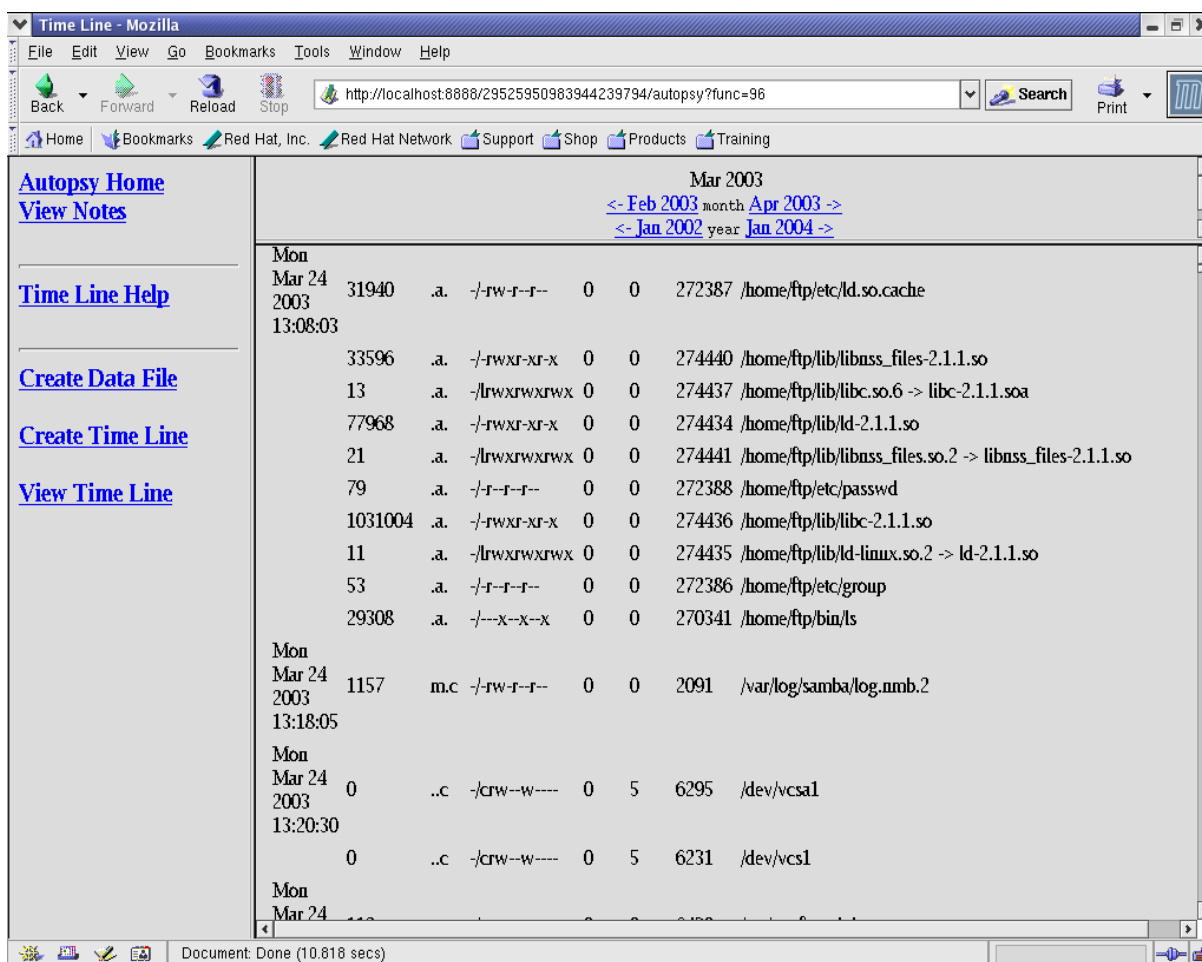 Time Line - Mozilla
File Edit View Go Bookmarks Tools Window Help
Back Forward Reload Stop http://localhost:8888/29525950983944239794/autopsy?func=96 Search Print
Home Bookmarks Red Hat, Inc. Red Hat Network Support Shop Products Training
Autopsy Home
View Notes
Time Line Help
Create Data File
Create Time Line
View Time Line
Mar 2003
<- Feb 2003 month Apr 2003 ->
<- Jan 2002 year Jan 2004 ->
Mon
Mar 24
2003
13:08:03
31940 .a. -/-rw-r--r-- 0 0 272387 /home/ftp/etc/ld.so.cache
33596 .a. -/-rwxr-xr-x 0 0 274440 /home/ftp/lib/libnss_files-2.1.1.so
13 .a. -/lrwxrwxrwx 0 0 274437 /home/ftp/lib/libc.so.6 -> libc-2.1.1.soa
77968 .a. -/-rwxr-xr-x 0 0 274434 /home/ftp/lib/ld-2.1.1.so
21 .a. -/lrwxrwxrwx 0 0 274441 /home/ftp/lib/libnss_files.so.2 -> libnss_files-2.1.1.so
79 .a. -/-r--r--r-- 0 0 272388 /home/ftp/etc/passwd
1031004 .a. -/-rwxr-xr-x 0 0 274436 /home/ftp/lib/libc-2.1.1.so
11 .a. -/lrwxrwxrwx 0 0 274435 /home/ftp/lib/ld-linux.so.2 -> ld-2.1.1.so
53 .a. -/-r--r--r-- 0 0 272386 /home/ftp/etc/group
29308 .a. -/---x--x--x 0 0 270341 /home/ftp/bin/ls
Mon
Mar 24
2003
13:18:05
1157 m.c -/-rw-r--r-- 0 0 2091 /var/log/samba/log.nmb.2
Mon
Mar 24
2003
13:20:30
0 ..c -/crw--w---- 0 5 6295 /dev/vcsa1
0 ..c -/crw--w---- 0 5 6231 /dev/vcs1
Mon
Mar 24
Document: Done (10.818 secs)